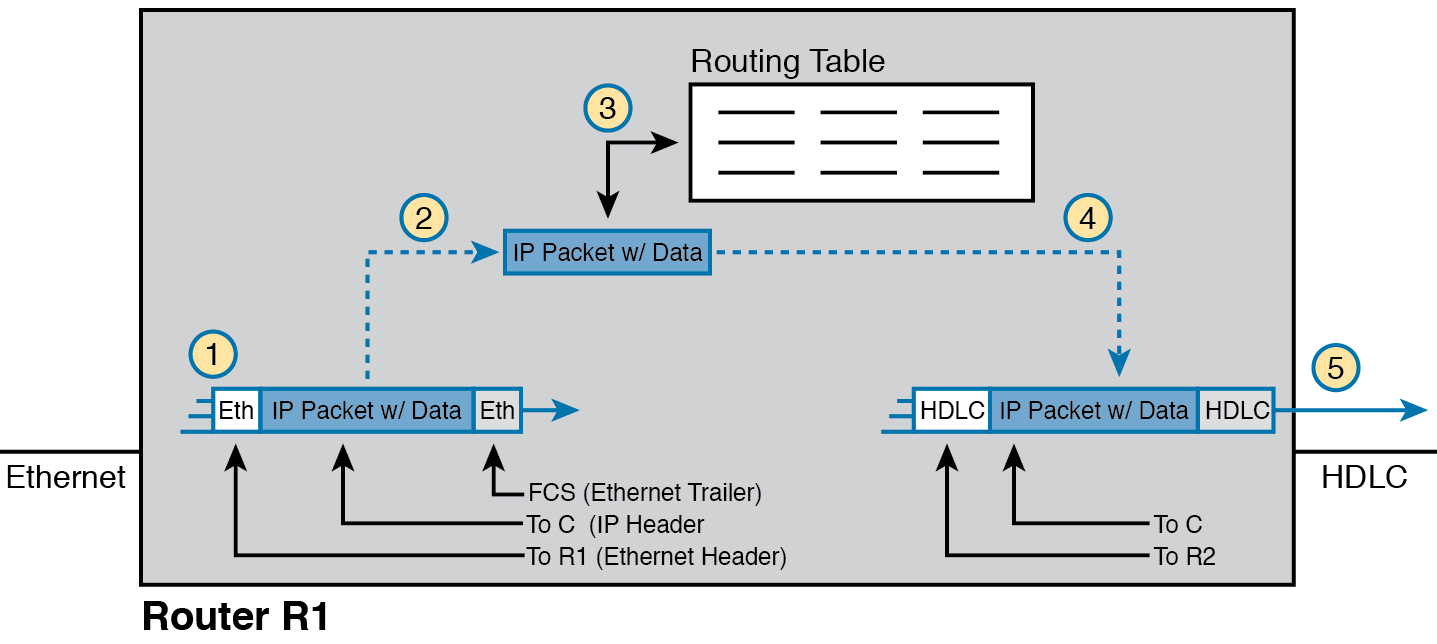 Routing Table
3
2
4
IP Packet w/ Data
1
5
Eth IP Packet w/ Data Eth
HDLC IP Packet w/ Data HDLC
Ethernet
HDLC
FCS (Ethernet Trailer)
To C (IP Header
To R1 (Ethernet Header)
To C
To R2
Router R1